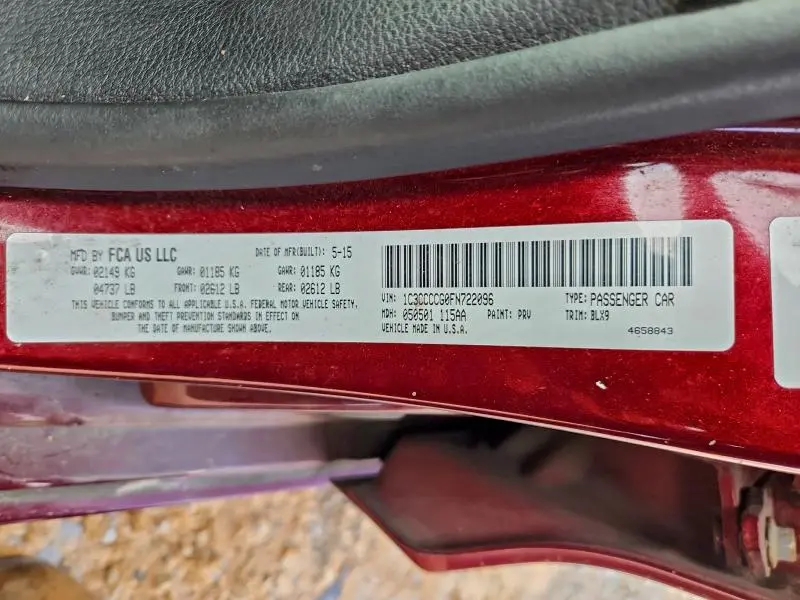 MFD BY FCA US LLC DATE OF MFR(BUILT): 5-15
GVWR: 02149 KG GAWR: 01185 KG GAWR: 01185 KG
04737 LB FRONT: 02612 LB REAR: 02612 LB
THIS VEHICLE CONFORMS TO ALL APPLICABLE U.S.A. FEDERAL MOTOR VEHICLE SAFETY,
BUMPER AND THEFT PREVENTION STANDARDS IN EFFECT ON
THE DATE OF MANUFACTURE SHOWN ABOVE.
VIN: 1C3CCCCG0FN722096 TYPE: PASSENGER CAR
MDH: 050501 115AA PAINT: PRV TRIM: BLX9
VEHICLE MADE IN U.S.A. 4658843